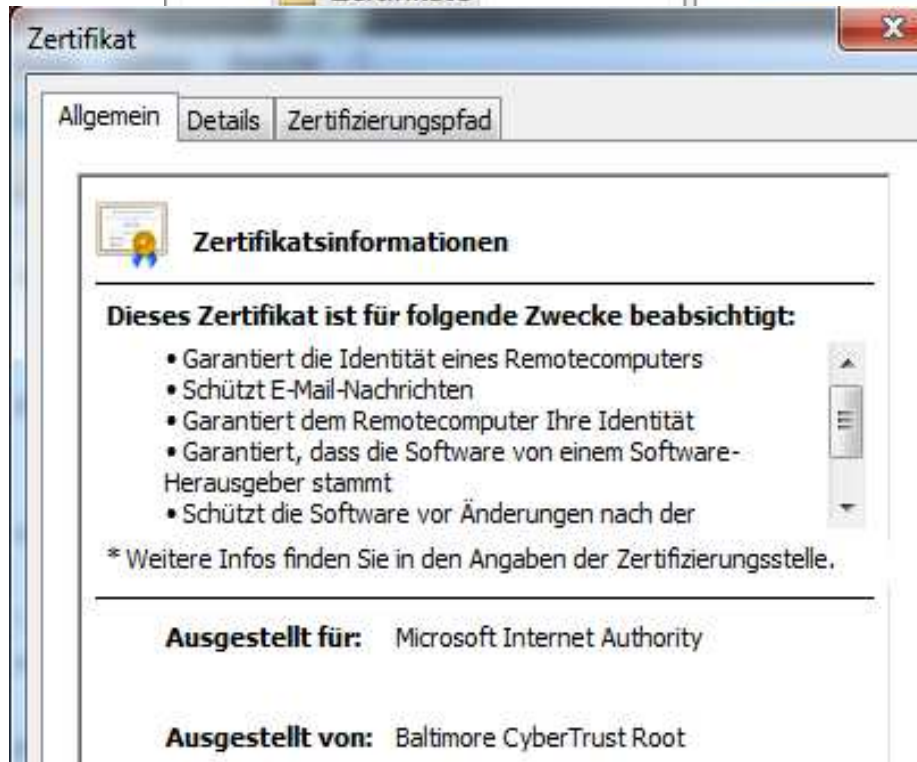 Zertifikat
Allgemein Details Zertifizierungspfad
Zertifikatsinformationen
Dieses Zertifikat ist für folgende Zwecke beabsichtigt:
• Garantiert die Identität eines Remotecomputers
• Schützt E-Mail-Nachrichten
• Garantiert dem Remotecomputer Ihre Identität
• Garantiert, dass die Software von einem Software-
Herausgeber stammt
• Schützt die Software vor Änderungen nach der
* Weitere Infos finden Sie in den Angaben der Zertifizierungsstelle.
Ausgestellt für: Microsoft Internet Authority
Ausgestellt von: Baltimore CyberTrust Root